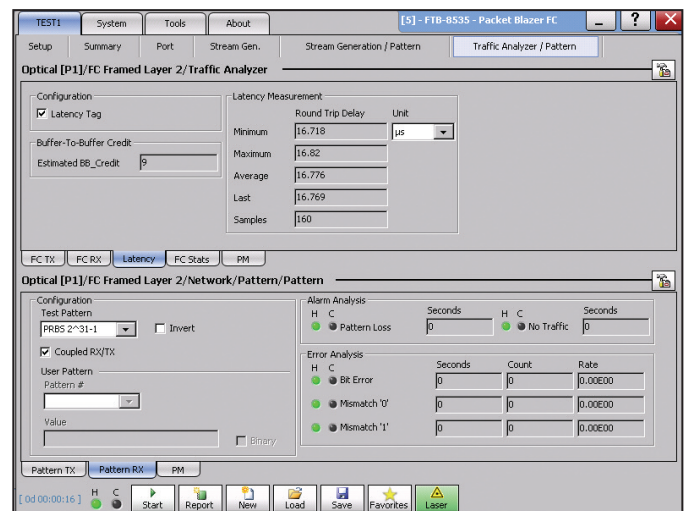 TEST1 System Tools About [5] - FTB-8535 - Packet Blazer FC _ ? X
Setup Summary Port Stream Gen. Stream Generation / Pattern Traffic Analyzer / Pattern
Optical [P1]/FC Framed Layer 2/Traffic Analyzer
Configuration
Latency Tag
Buffer-To-Buffer Credit
Estimated BB_Credit 9
Latency Measurement
Round Trip Delay Unit
Minimum 16.718 µs
Maximum 16.82
Average 16.776
Last 16.769
Samples 160
FC TX FC RX Latency FC Stats PM
Optical [P1]/FC Framed Layer 2/Network/Pattern/Pattern
Configuration
Test Pattern
PRBS 2^31-1 Invert
Coupled RX/TX
User Pattern
Pattern #
Value
Binary
Alarm Analysis
H C Seconds H C Seconds
Pattern Loss 0 No Traffic 0
Error Analysis
H C Seconds Count Rate
Bit Error 0 0 0.00E00
Mismatch '0' 0 0 0.00E00
Mismatch '1' 0 0 0.00E00
Pattern TX Pattern RX PM
[ 0d 00:00:16 ] H C Start Report New Load Save Favorites Laser